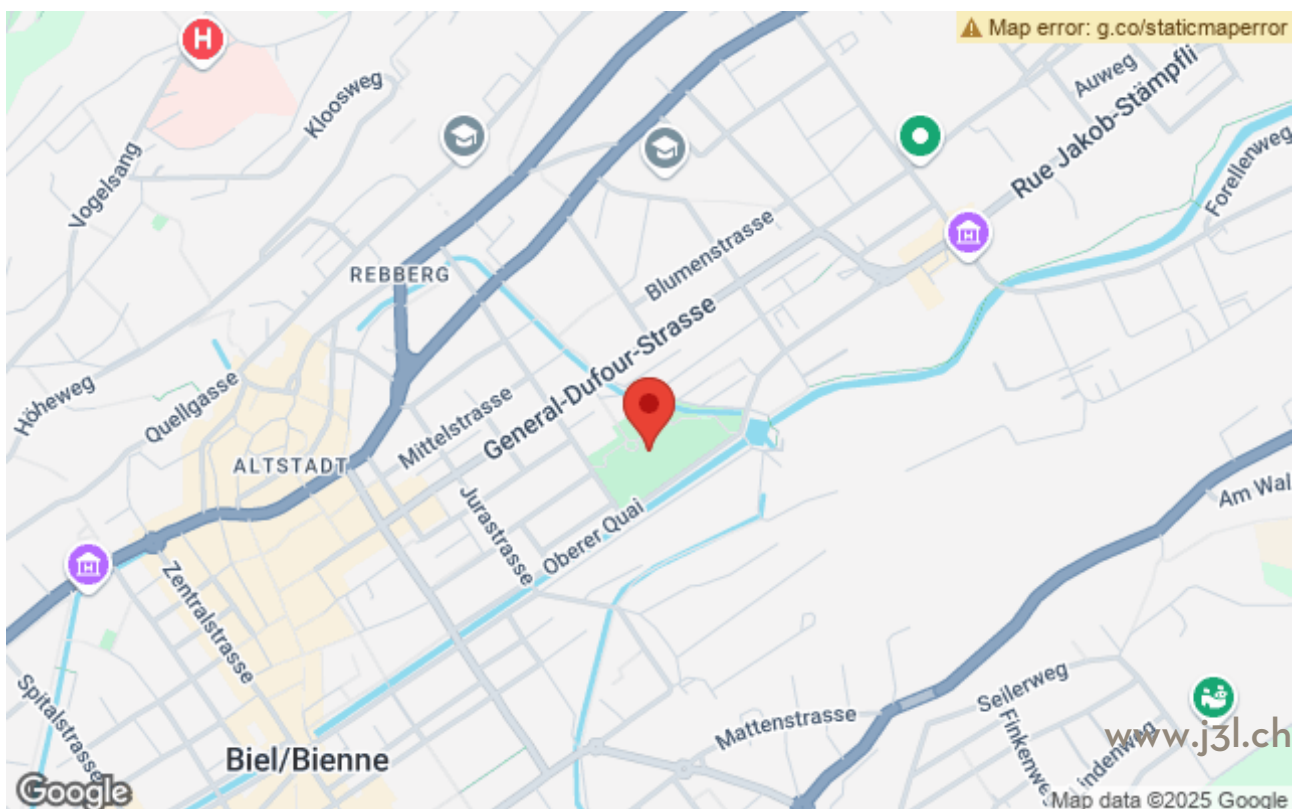 Map error: g.co/staticmaperror
H
Kloosweg
Auweg
Rue Jakob-Stämpfli
Vogelsang
Forellenweg
Blumenstrasse
REBBERG
General-Dufour-Strasse
Höheweg
Quellgasse
Mittelstrasse
ALTSTADT
Jurastrasse
Oberer Quai
Am Wal
H
H
Zentralstrasse
Spitalstrasse
Mattenstrasse
Seilerweg
Finkenwe
indenweg
www.j3l.ch
Biel/Bienne
Google
Map data ©2025 Google